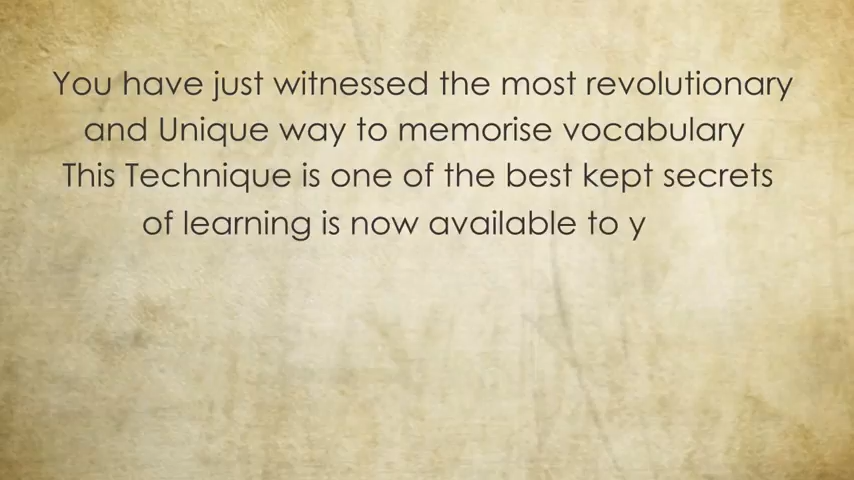 You have just witnessed the most revolutionary
and Unique way to memorise vocabulary
This Technique is one of the best kept secrets
of learning is now available to y